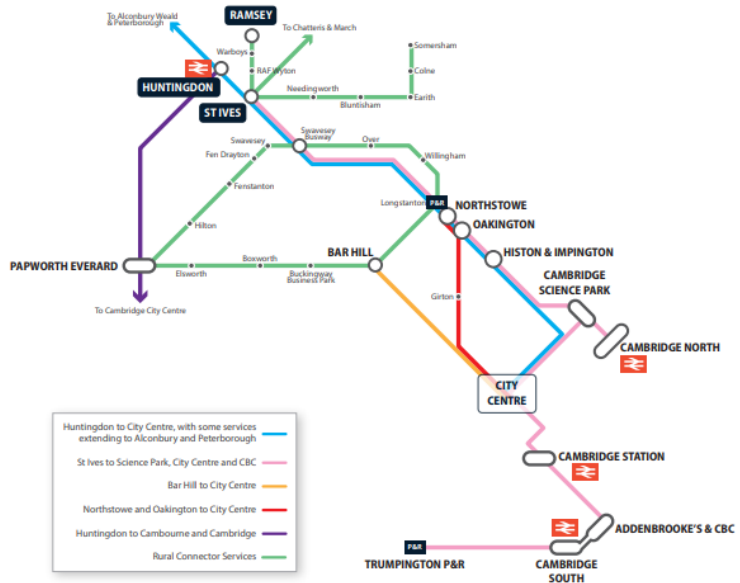 To Alconbury Weald
& Peterborough
RAMSEY
To Chatteris & March
Warboys
RAF Wyton
Somersham
Colne
Earith
Needingworth
Bluntisham
HUNTINGDON
ST IVES
Swavesey
Busway
Over
Willingham
Swavesey
Fen Drayton
Fenstanton
Hilton
Longstanton
P&R
NORTHSTOWE
OAKINGTON
HISTON & IMPINGTON
BAR HILL
PAPWORTH EVERARD
Elsworth
Boxworth
Buckingway
Business Park
To Cambridge City Centre
Girton
CAMBRIDGE
SCIENCE PARK
CAMBRIDGE NORTH
CITY
CENTRE
CAMBRIDGE STATION
ADDENBROOKE'S & CBC
CAMBRIDGE
SOUTH
P&R
TRUMPINGTON P&R
Huntingdon to City Centre, with some services
extending to Alconbury and Peterborough
St Ives to Science Park, City Centre and CBC
Bar Hill to City Centre
Northstowe and Oakington to City Centre
Huntingdon to Cambourne and Cambridge
Rural Connector Services